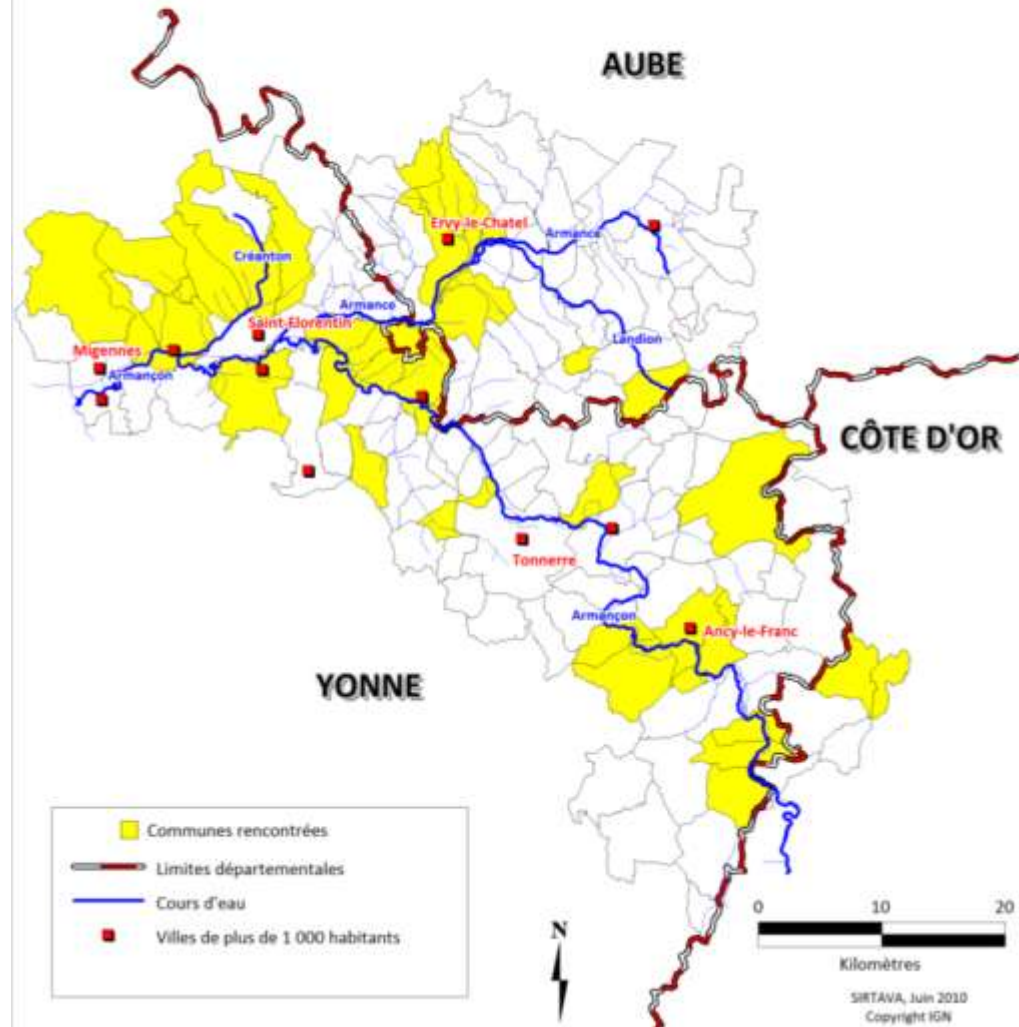 AUBE
Ervy-le-Chatel
Armance
Créanton
Armance
Saint-Florentin
Landion
Migennes
Armançon
CÔTE D'OR
Tonnerre
Armançon
Ancy-le-Franc
YONNE
Communes rencontrées
Limites départementales
Cours d'eau
Villes de plus de 1 000 habitants
N
0 10 20
Kilomètres
SIRTAVA, Juin 2010
Copyright IGN